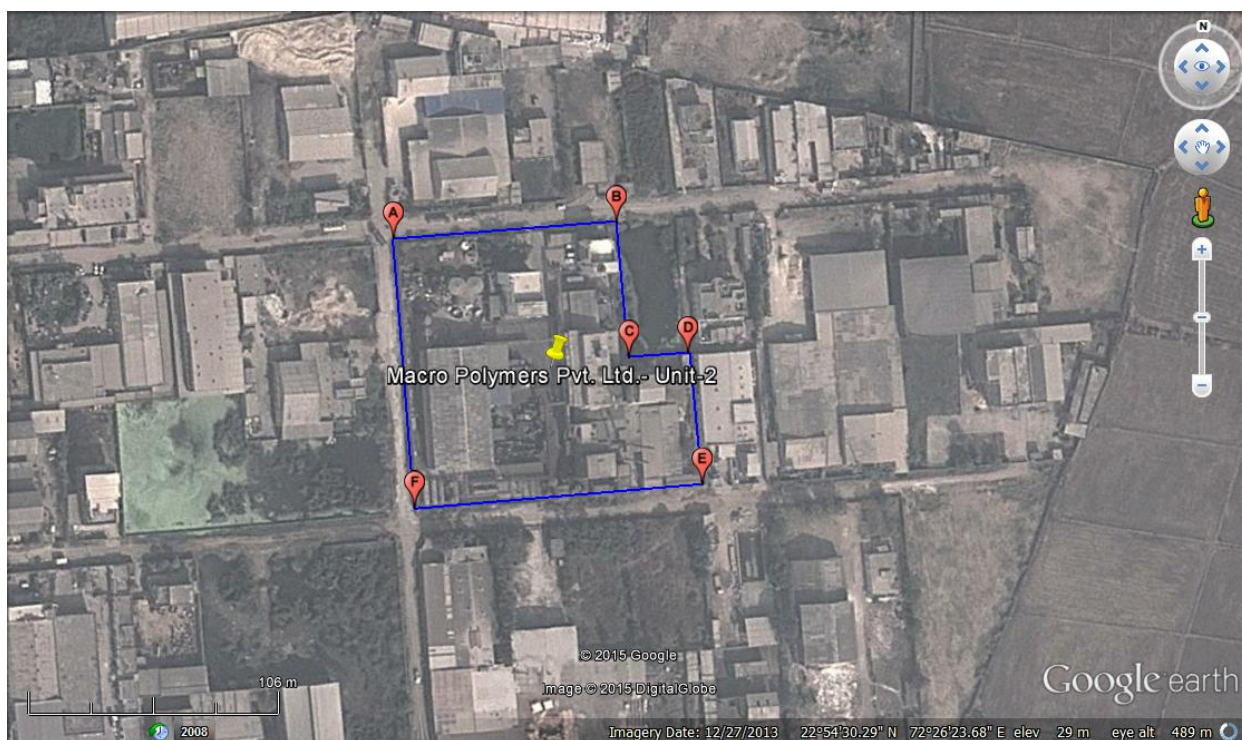 N
A
B
C
D
Macro Polymers Pvt. Ltd.- Unit-2
E
F
© 2015 Google
106 m
Image © 2015 DigitalGlobe
Google earth
2008
Imagery Date: 12/27/2013 22°54'30.29" N 72°26'23.68" E elev 29 m eye alt 489 m